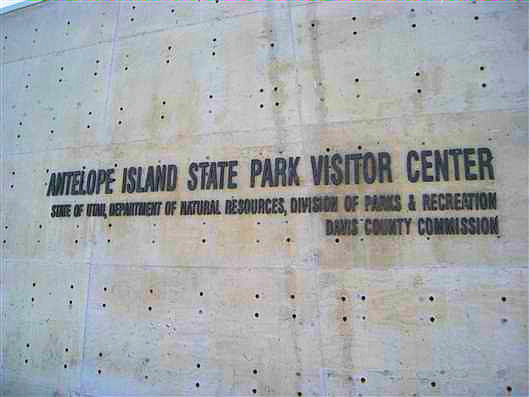 ANTELOPE ISLAND STATE PARK VISITOR CENTER
STATE OF UTAH, DEPARTMENT OF NATURAL RESOURCES, DIVISION OF PARKS & RECREATION
DAVIS COUNTY COMMISSION